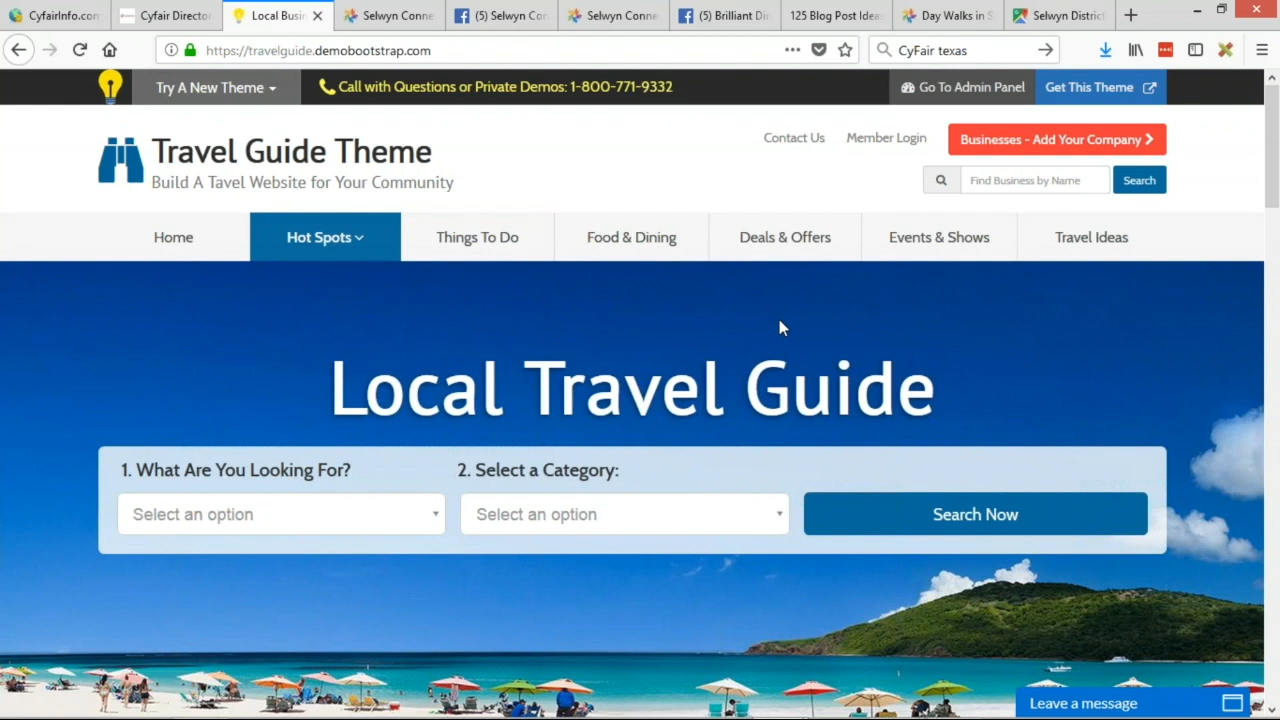 CyfairInfo.com
Cyfair Director
Local Busin
Selwyn Conne
(5) Selwyn Co
Selwyn Conne
(5) Brilliant Di
125 Blog Post Ideas
Day Walks in S
Selwyn District
https://travelguide.demobootstrap.com
CyFair texas
Try A New Theme
Call with Questions or Private Demos: 1-800-771-9332
Go To Admin Panel
Get This Theme
Travel Guide Theme
Build A Tavel Website for Your Community
Contact Us
Member Login
Businesses - Add Your Company
Find Business by Name
Search
Home
Hot Spots
Things To Do
Food & Dining
Deals & Offers
Events & Shows
Travel Ideas
Local Travel Guide
1. What Are You Looking For?
2. Select a Category:
Select an option
Select an option
Search Now
Leave a message